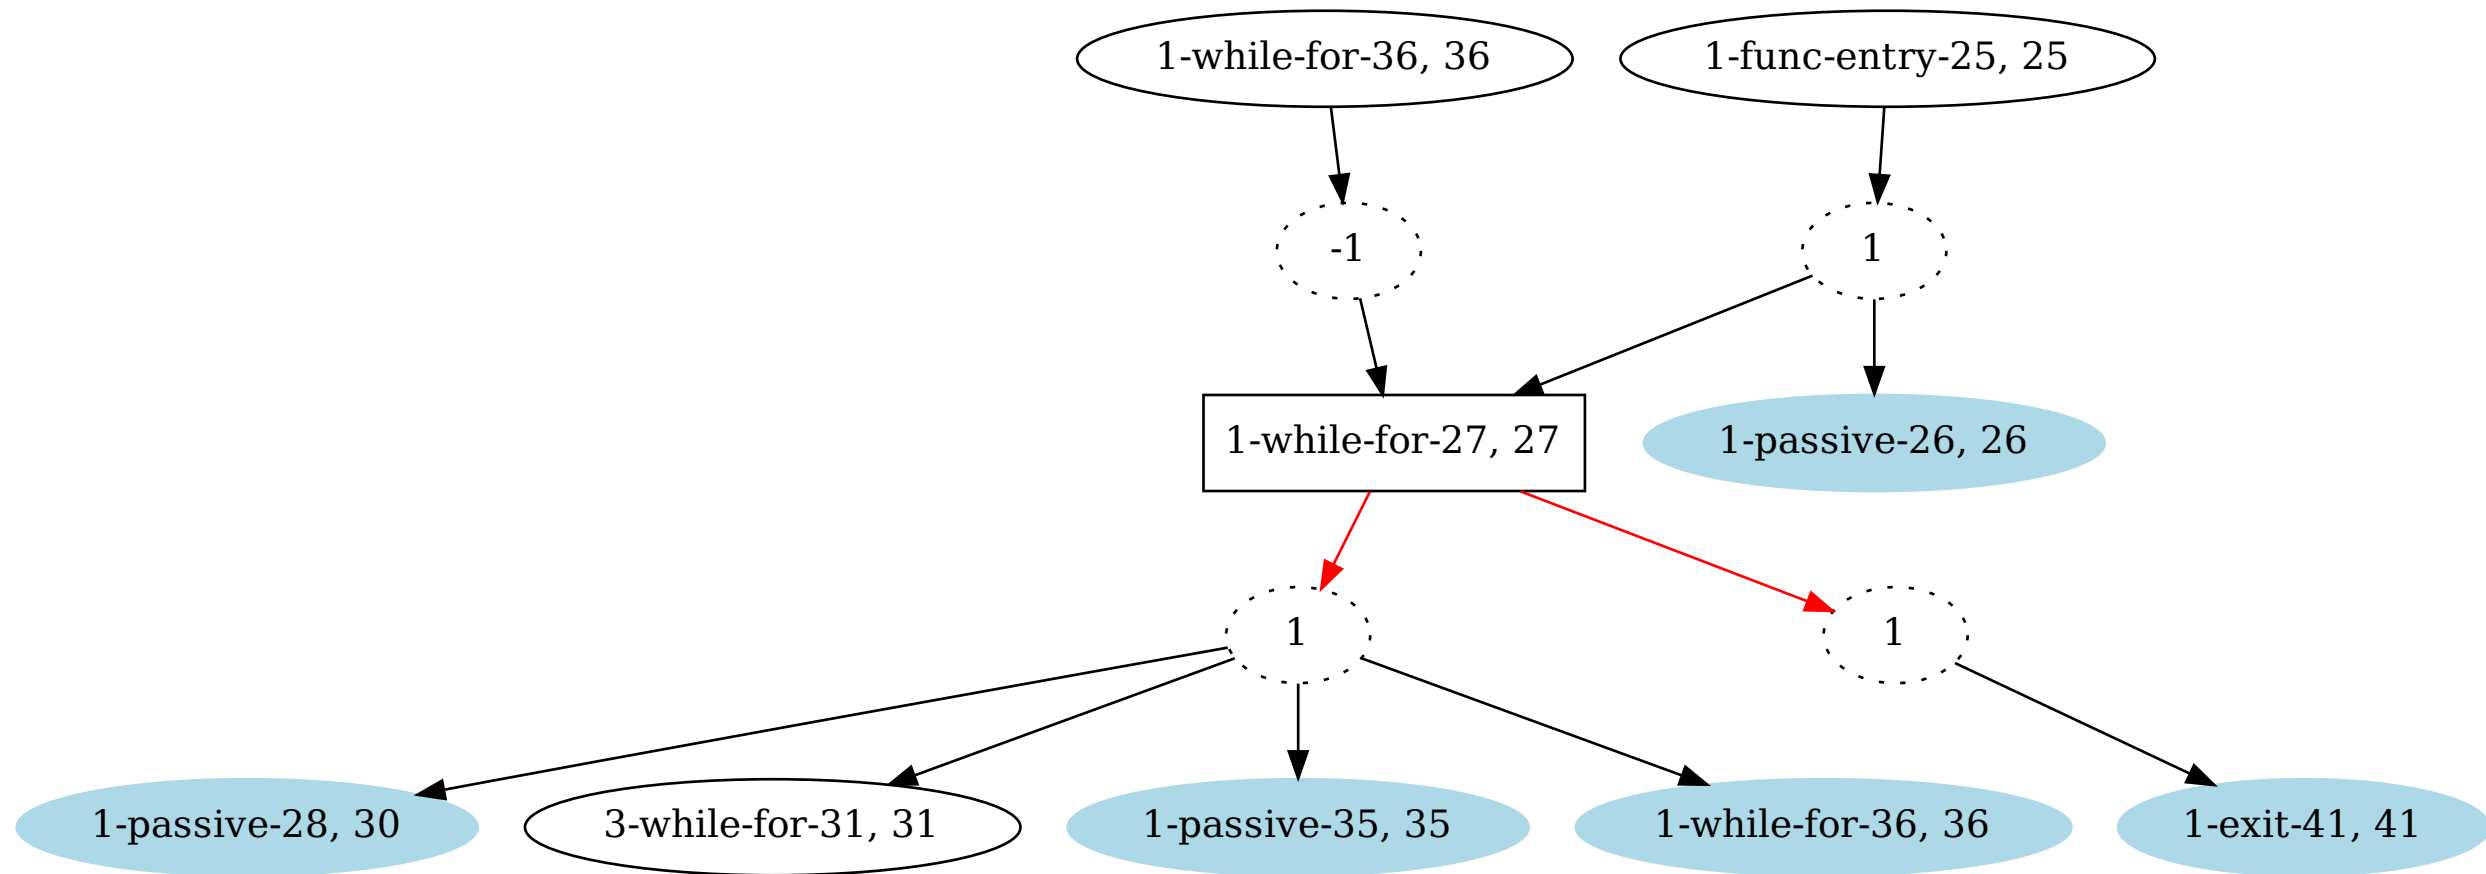 1-while-for-36, 36
1-func-entry-25, 25
-1
1
1-while-for-27, 27
1-passive-26, 26
1
1
1-passive-28, 30
3-while-for-31, 31
1-passive-35, 35
1-while-for-36, 36
1-exit-41, 41